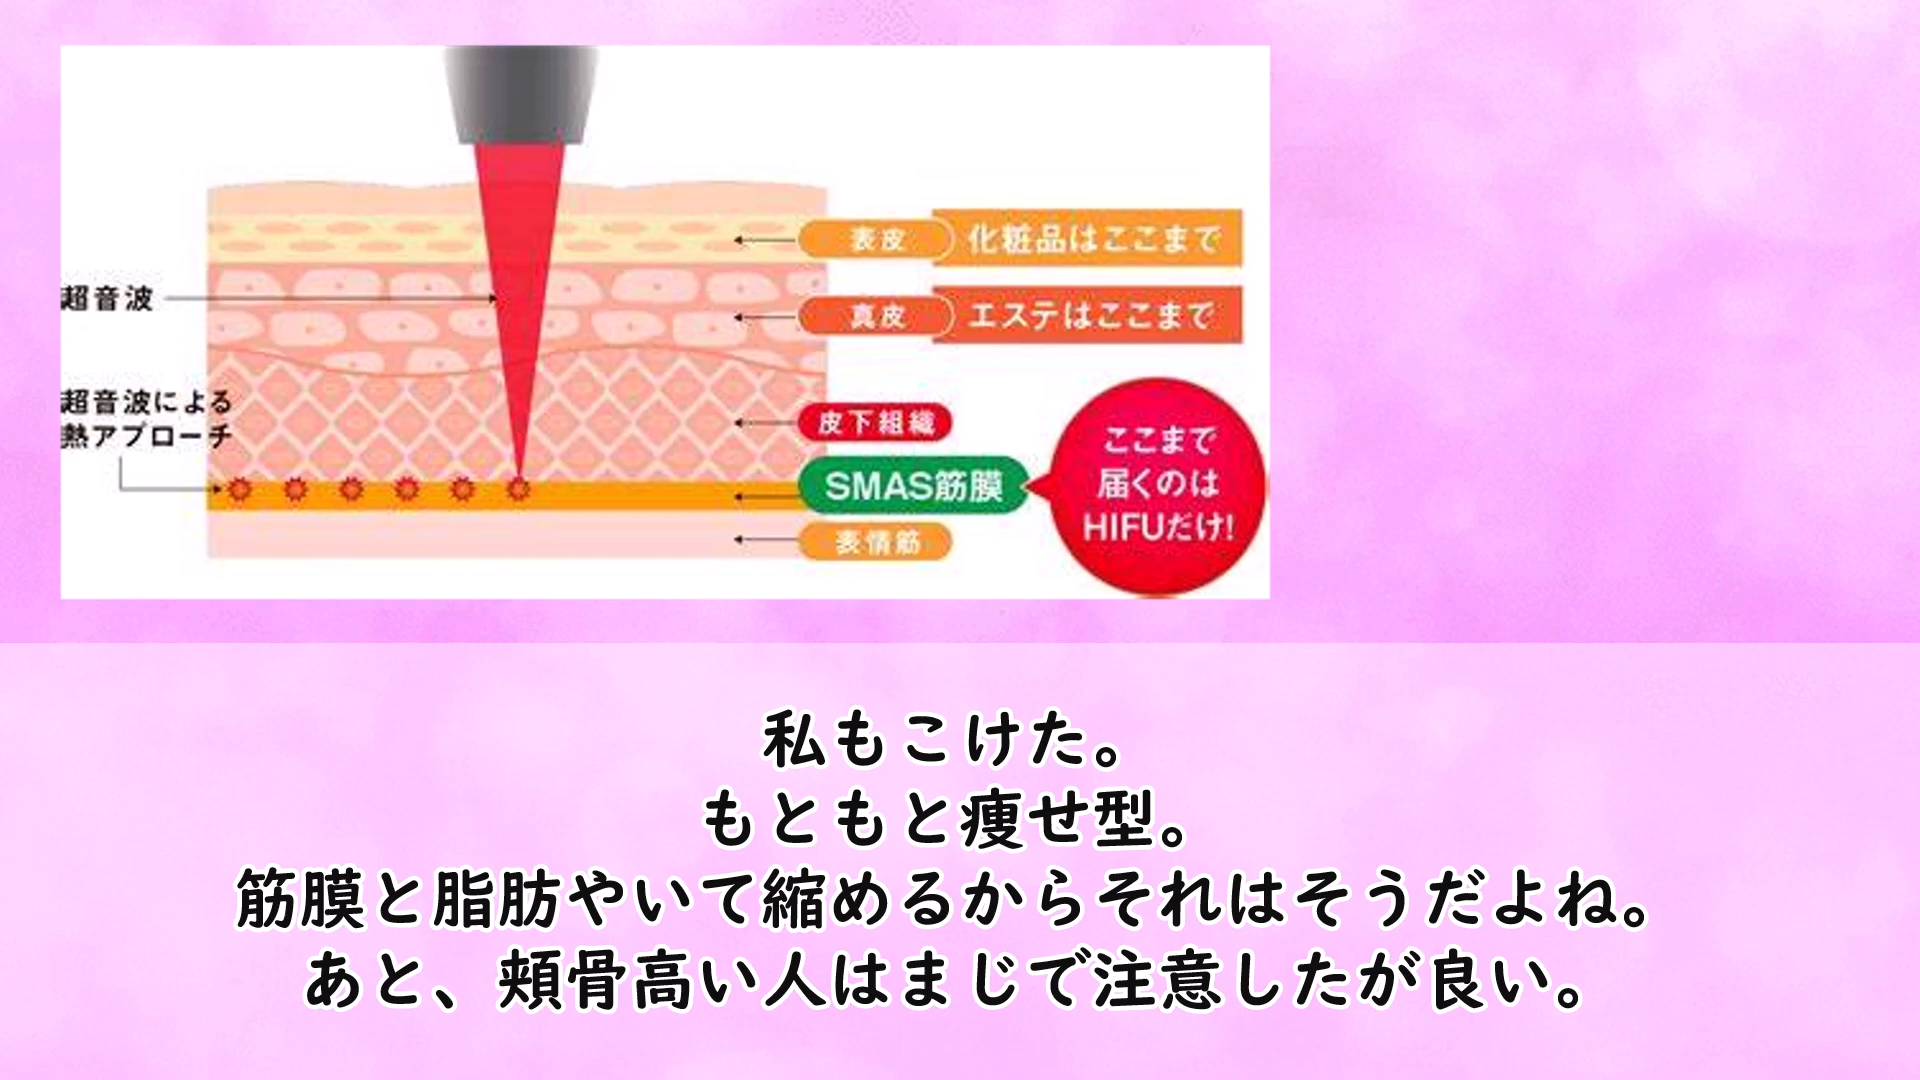 表皮 化粧品はここまで
超音波
真皮 エステはここまで
超音波による
熱アプローチ
皮下組織
SMAS筋膜
ここまで
届くのは
HIFUだけ!
表情筋
私もこけた。
もともと痩せ型。
筋膜と脂肪やいて縮めるからそれはそうだよね。
あと、頬骨高い人はまじで注意したが良い。